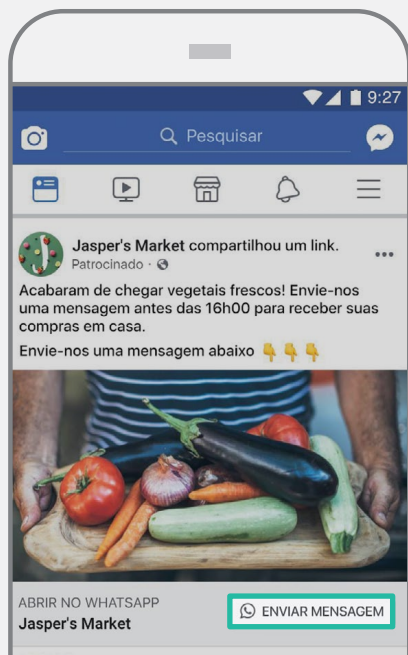 9:27
Pesquisar
Jasper's Market compartilhou um link.
Patrocinado ·
Acabaram de chegar vegetais frescos! Envie-nos
uma mensagem antes das 16h00 para receber suas
compras em casa.
Envie-nos uma mensagem abaixo 👇 👇 👇
ABRIR NO WHATSAPP
Jasper's Market
ENVIAR MENSAGEM